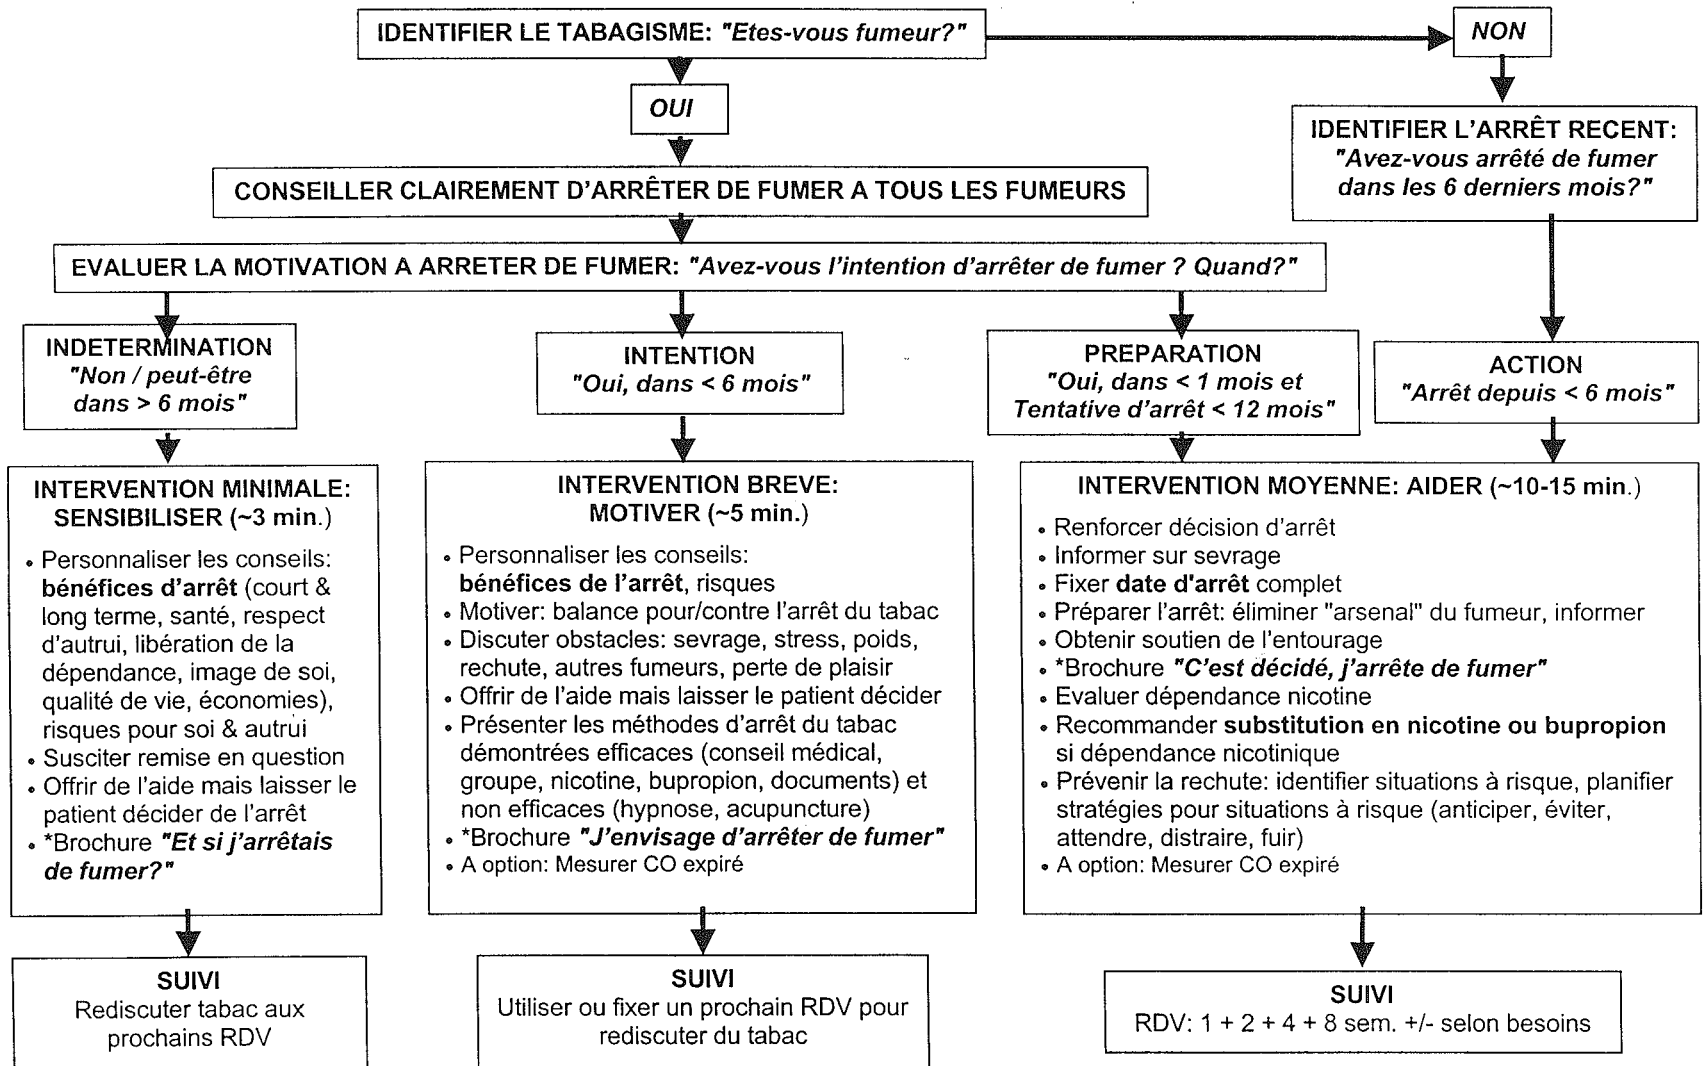 IDENTIFIER LE TABAGISME: "Etes-vous fumeur?"
NON
OUI
IDENTIFIER L'ARRÊT RECENT:
"Avez-vous arrêté de fumer
dans les 6 derniers mois?"
CONSEILLER CLAIREMENT D'ARRÊTER DE FUMER A TOUS LES FUMEURS
EVALUER LA MOTIVATION A ARRETER DE FUMER: "Avez-vous l'intention d'arrêter de fumer ? Quand?"
INDETERMINATION
"Non / peut-être
dans > 6 mois"
INTENTION
"Oui, dans < 6 mois"
PREPARATION
"Oui, dans < 1 mois et
Tentative d'arrêt < 12 mois"
ACTION
"Arrêt depuis < 6 mois"
INTERVENTION MINIMALE:
SENSIBILISER (~3 min.)
• Personnaliser les conseils:
bénéfices d'arrêt (court &
long terme, santé, respect
d'autrui, libération de la
dépendance, image de soi,
qualité de vie, économies),
risques pour soi & autrui
• Susciter remise en question
• Offrir de l'aide mais laisser le
patient décider de l'arrêt
• *Brochure "Et si j'arrêtais
de fumer?"
INTERVENTION BREVE:
MOTIVER (~5 min.)
• Personnaliser les conseils:
bénéfices de l'arrêt, risques
• Motiver: balance pour/contre l'arrêt du tabac
• Discuter obstacles: sevrage, stress, poids,
rechute, autres fumeurs, perte de plaisir
• Offrir de l'aide mais laisser le patient décider
• Présenter les méthodes d'arrêt du tabac
démontrées efficaces (conseil médical,
groupe, nicotine, bupropion, documents) et
non efficaces (hypnose, acupuncture)
• *Brochure "J'envisage d'arrêter de fumer"
• A option: Mesurer CO expiré
INTERVENTION MOYENNE: AIDER (~10-15 min.)
• Renforcer décision d'arrêt
• Informer sur sevrage
• Fixer date d'arrêt complet
• Préparer l'arrêt: éliminer "arsenal" du fumeur, informer
• Obtenir soutien de l'entourage
• *Brochure "C'est décidé, j'arrête de fumer"
• Evaluer dépendance nicotine
• Recommander substitution en nicotine ou bupropion
si dépendance nicotinique
• Prévenir la rechute: identifier situations à risque, planifier
stratégies pour situations à risque (anticiper, éviter,
attendre, distraire, fuir)
• A option: Mesurer CO expiré
SUIVI
Rediscuter tabac aux
prochains RDV
SUIVI
Utiliser ou fixer un prochain RDV pour
rediscuter du tabac
SUIVI
RDV: 1 + 2 + 4 + 8 sem. +/- selon besoins